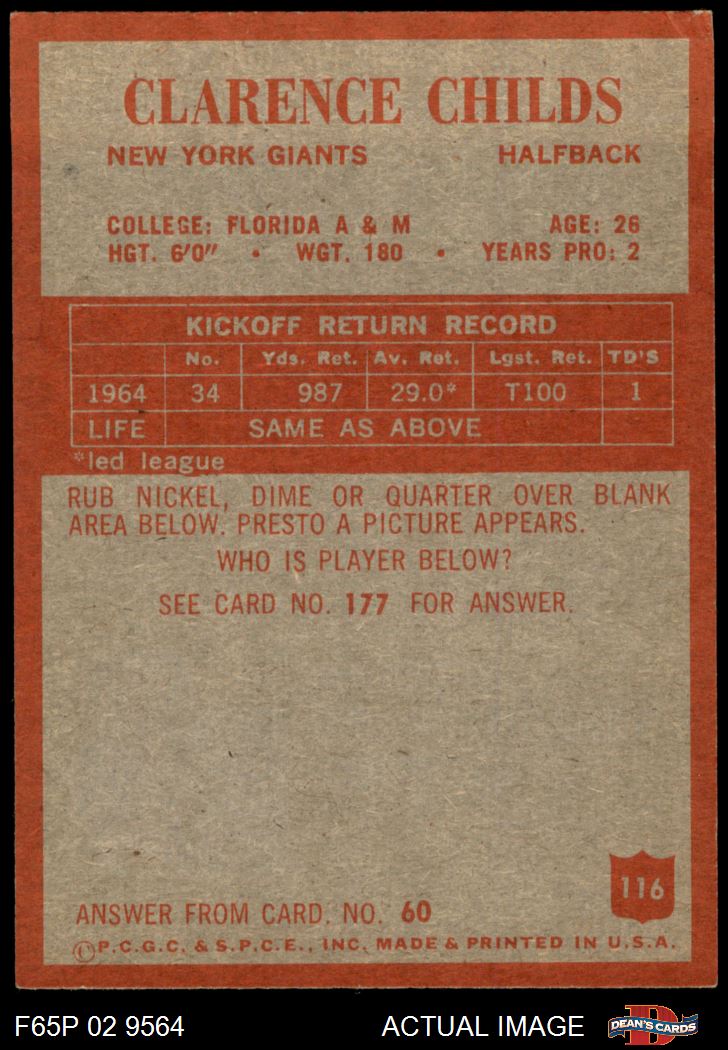 CLARENCE CHILDS
NEW YORK GIANTS HALFBACK
COLLEGE: FLORIDA A & M AGE: 26
HGT. 6'0" • WGT. 180 • YEARS PRO: 2
KICKOFF RETURN RECORD
No. Yds. Ret. Av. Ret. Lgst. Ret. TD'S
1964 34 987 29.0* T100 1
LIFE SAME AS ABOVE
*led league
RUB NICKEL, DIME OR QUARTER OVER BLANK
AREA BELOW. PRESTO A PICTURE APPEARS.
WHO IS PLAYER BELOW?
SEE CARD NO. 177 FOR ANSWER.
116
ANSWER FROM CARD. NO. 60
©P.C.G.C. & S.P.C.E., INC. MADE & PRINTED IN U.S.A.
F65P 02 9564 ACTUAL IMAGE DEAN'S CARDS